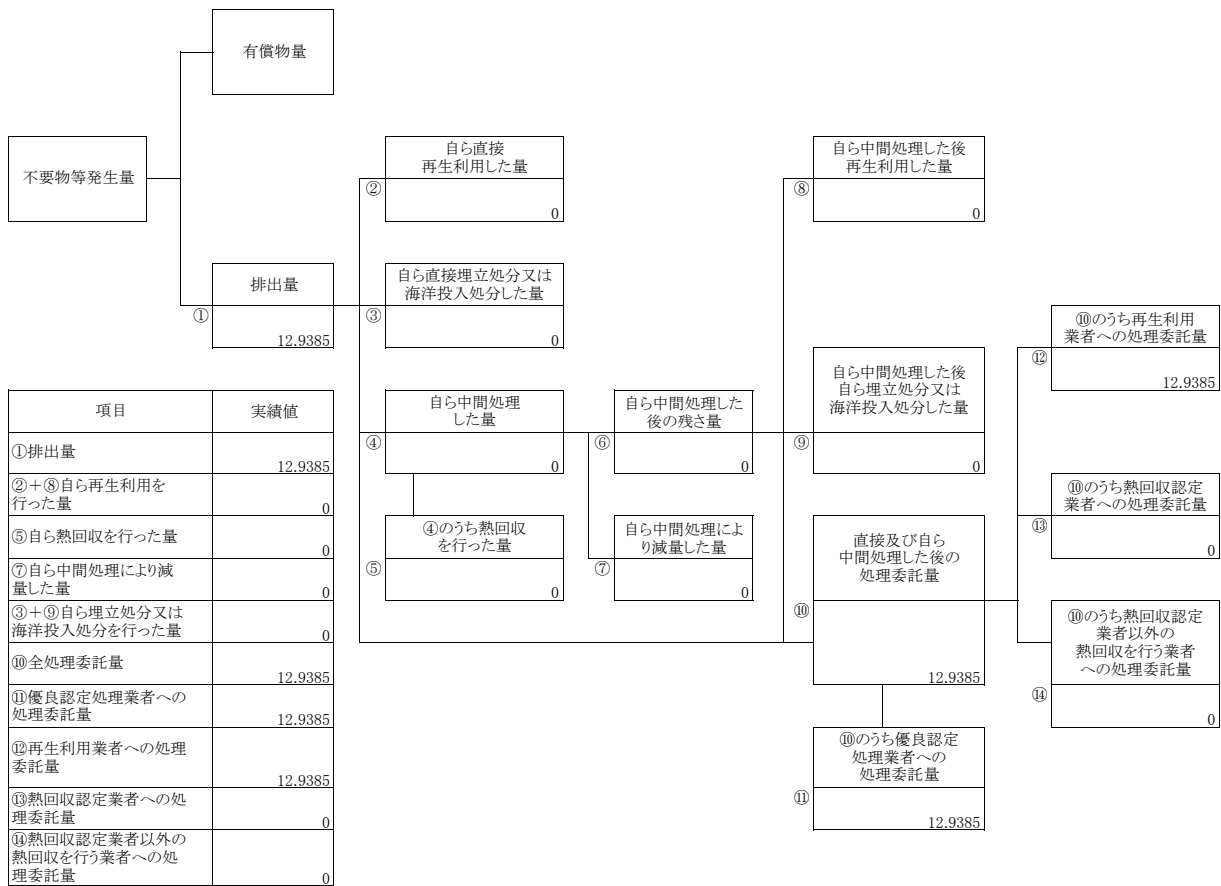 有償物量
不要物等発生量
自ら直接
再生利用した量
②
0
自ら中間処理した後
再生利用した量
⑧
0
排出量
①
12.9385
自ら直接埋立処分又は
海洋投入処分した量
③
0
⑩のうち再生利用
業者への処理委託量
⑫
12.9385
自ら中間処理
した量
④
0
自ら中間処理した
後の残さ量
⑥
0
自ら中間処理した後
自ら埋立処分又は
海洋投入処分した量
⑨
0
⑩のうち熱回収認定
業者への処理委託量
⑬
0
④のうち熱回収
を行った量
⑤
0
自ら中間処理によ
り減量した量
⑦
0
直接及び自ら
中間処理した後の
処理委託量
⑩
12.9385
⑩のうち熱回収認定
業者以外の
熱回収を行う業者
への処理委託量
⑭
0
⑩のうち優良認定
処理業者への
処理委託量
⑪
12.9385
項目 実績値
①排出量
12.9385
②+⑧自ら再生利用を
行った量
0
⑤自ら熱回収を行った量
0
⑦自ら中間処理により減
量した量
0
③+⑨自ら埋立処分又は
海洋投入処分を行った量
0
⑩全処理委託量
12.9385
⑪優良認定処理業者への
処理委託量
12.9385
⑫再生利用業者への処理
委託量
12.9385
⑬熱回収認定業者への処
理委託量
0
⑭熱回収認定業者以外の
熱回収を行う業者への処
理委託量
0